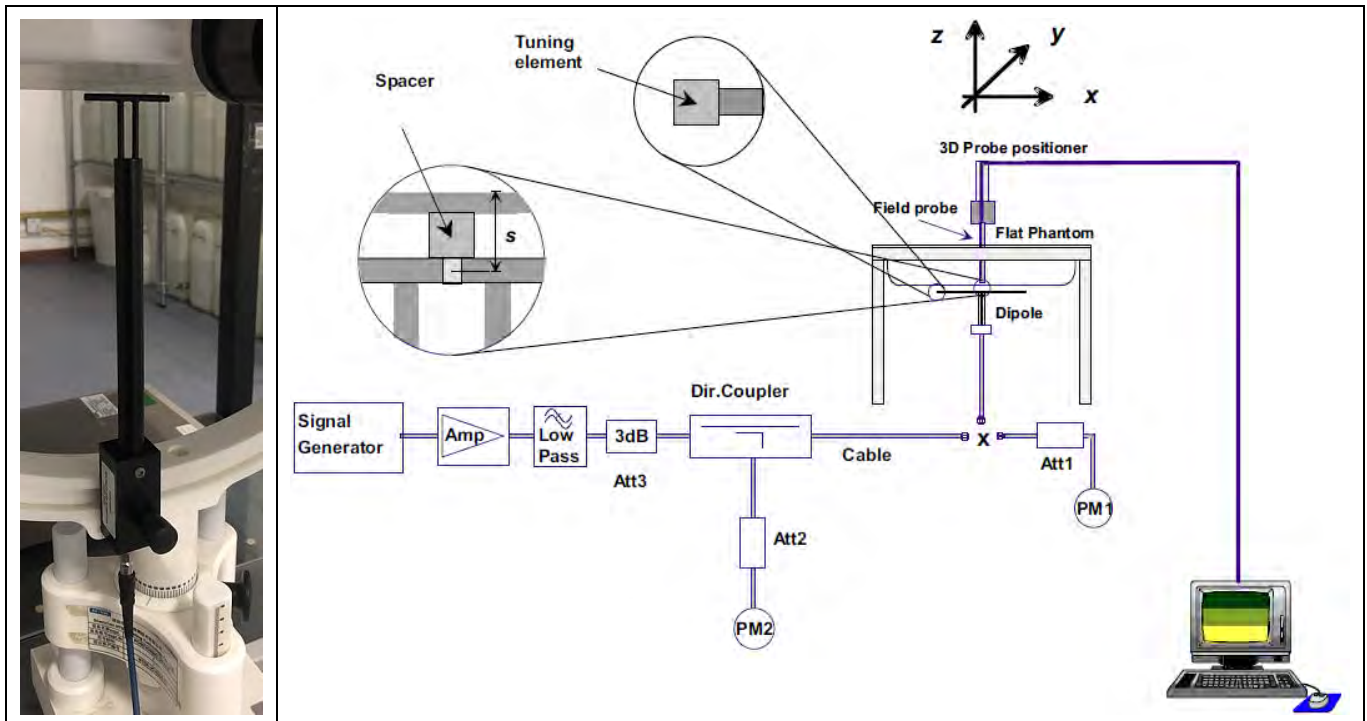 Tuning
element
Spacer
z
y
x
3D Probe positioner
Field probe
Flat Phantom
s
Dipole
Dir.Coupler
Signal
Generator
Amp
Low
Pass
3dB
Att3
Cable
x
Att1
PM1
Att2
PM2